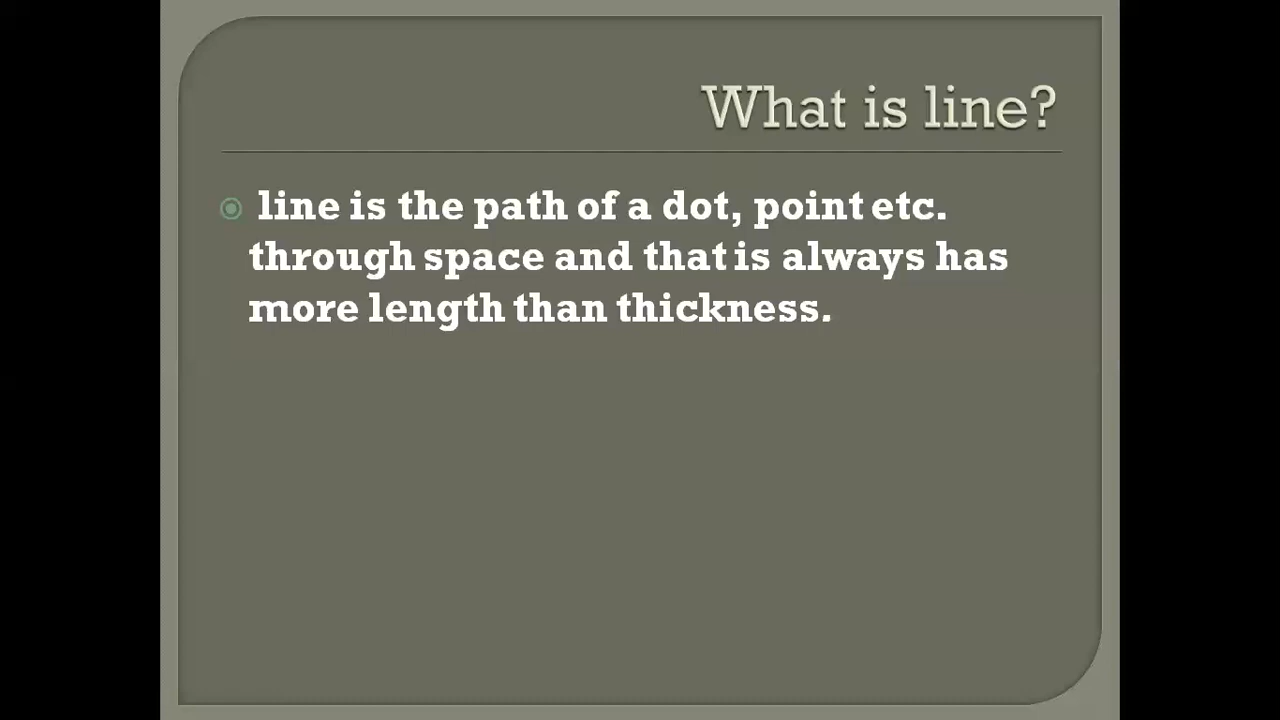 What is line?
line is the path of a dot, point etc.
through space and that is always has
more length than thickness.